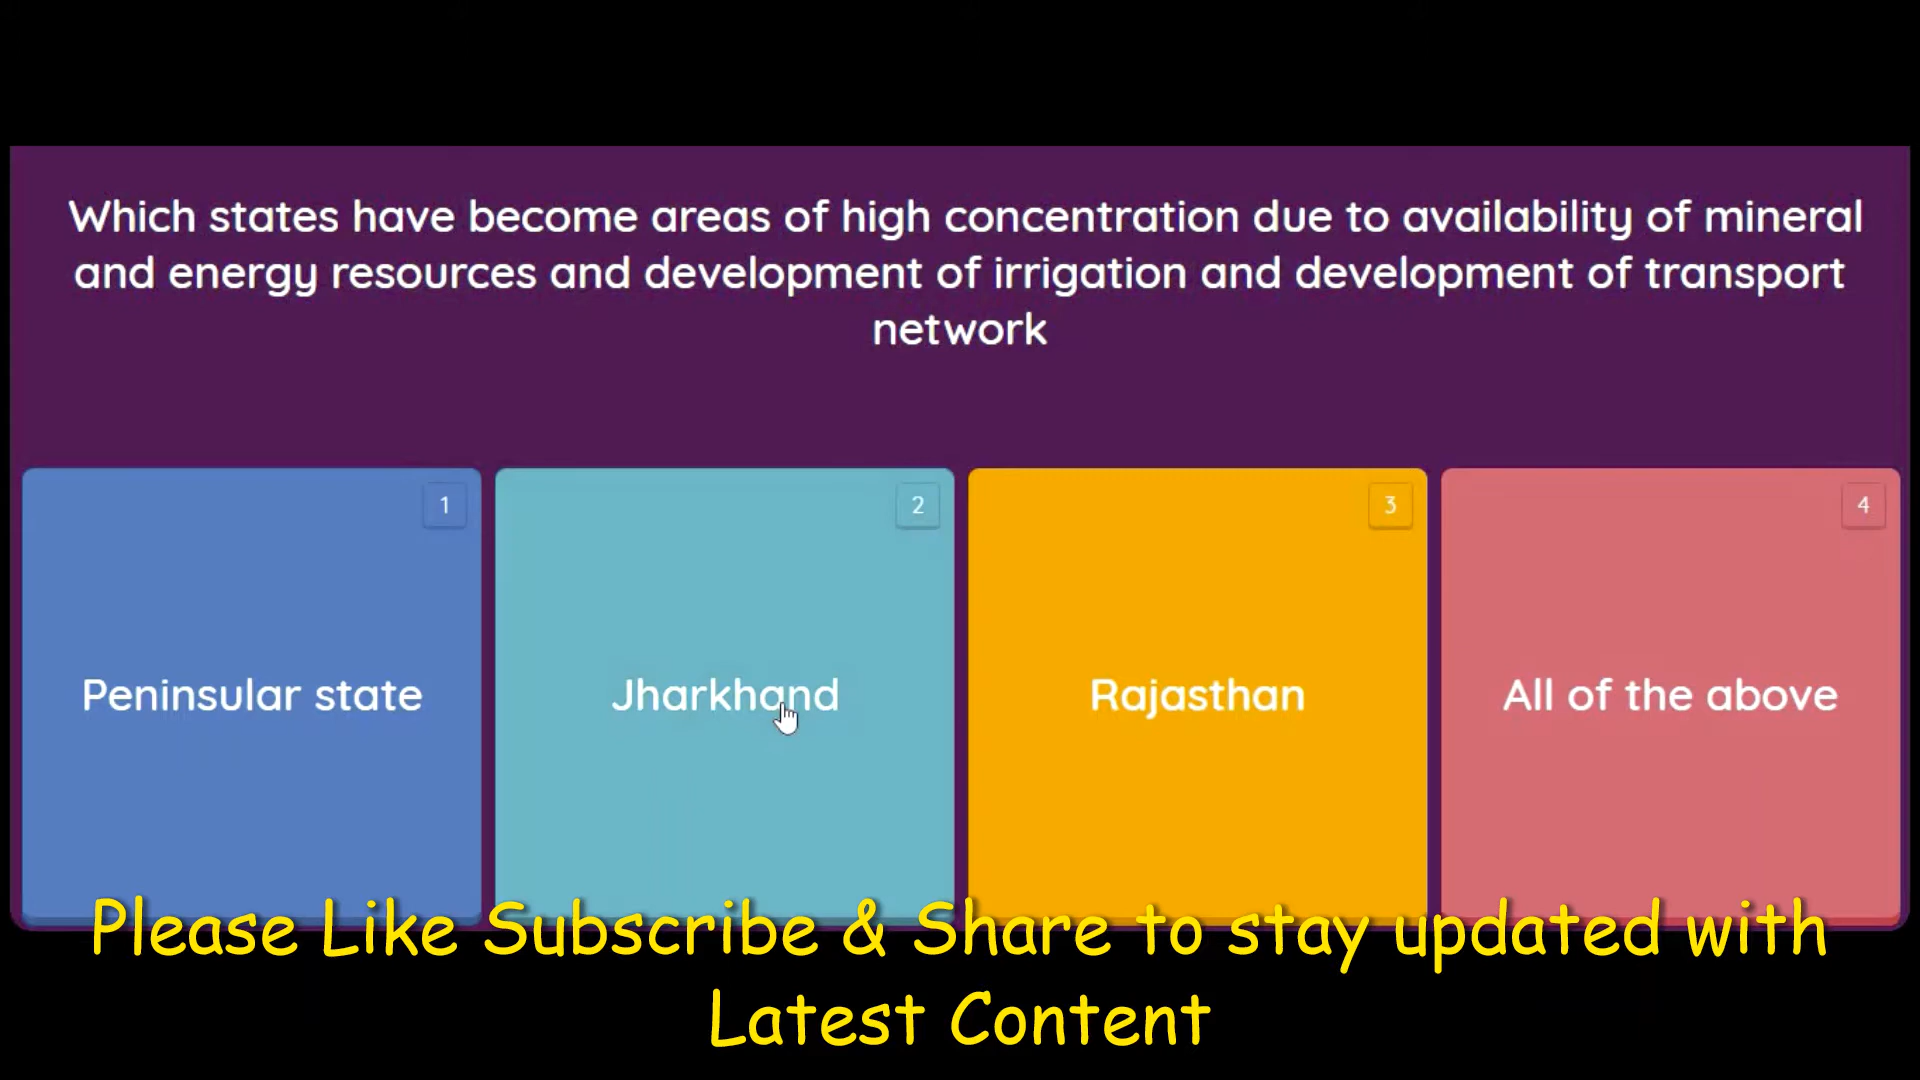 Which states have become areas of high concentration due to availability of mineral
and energy resources and development of irrigation and development of transport
network
1
2
3
4
Peninsular state
Jharkhand
Rajasthan
All of the above
Please Like Subscribe & Share to stay updated with
Latest Content